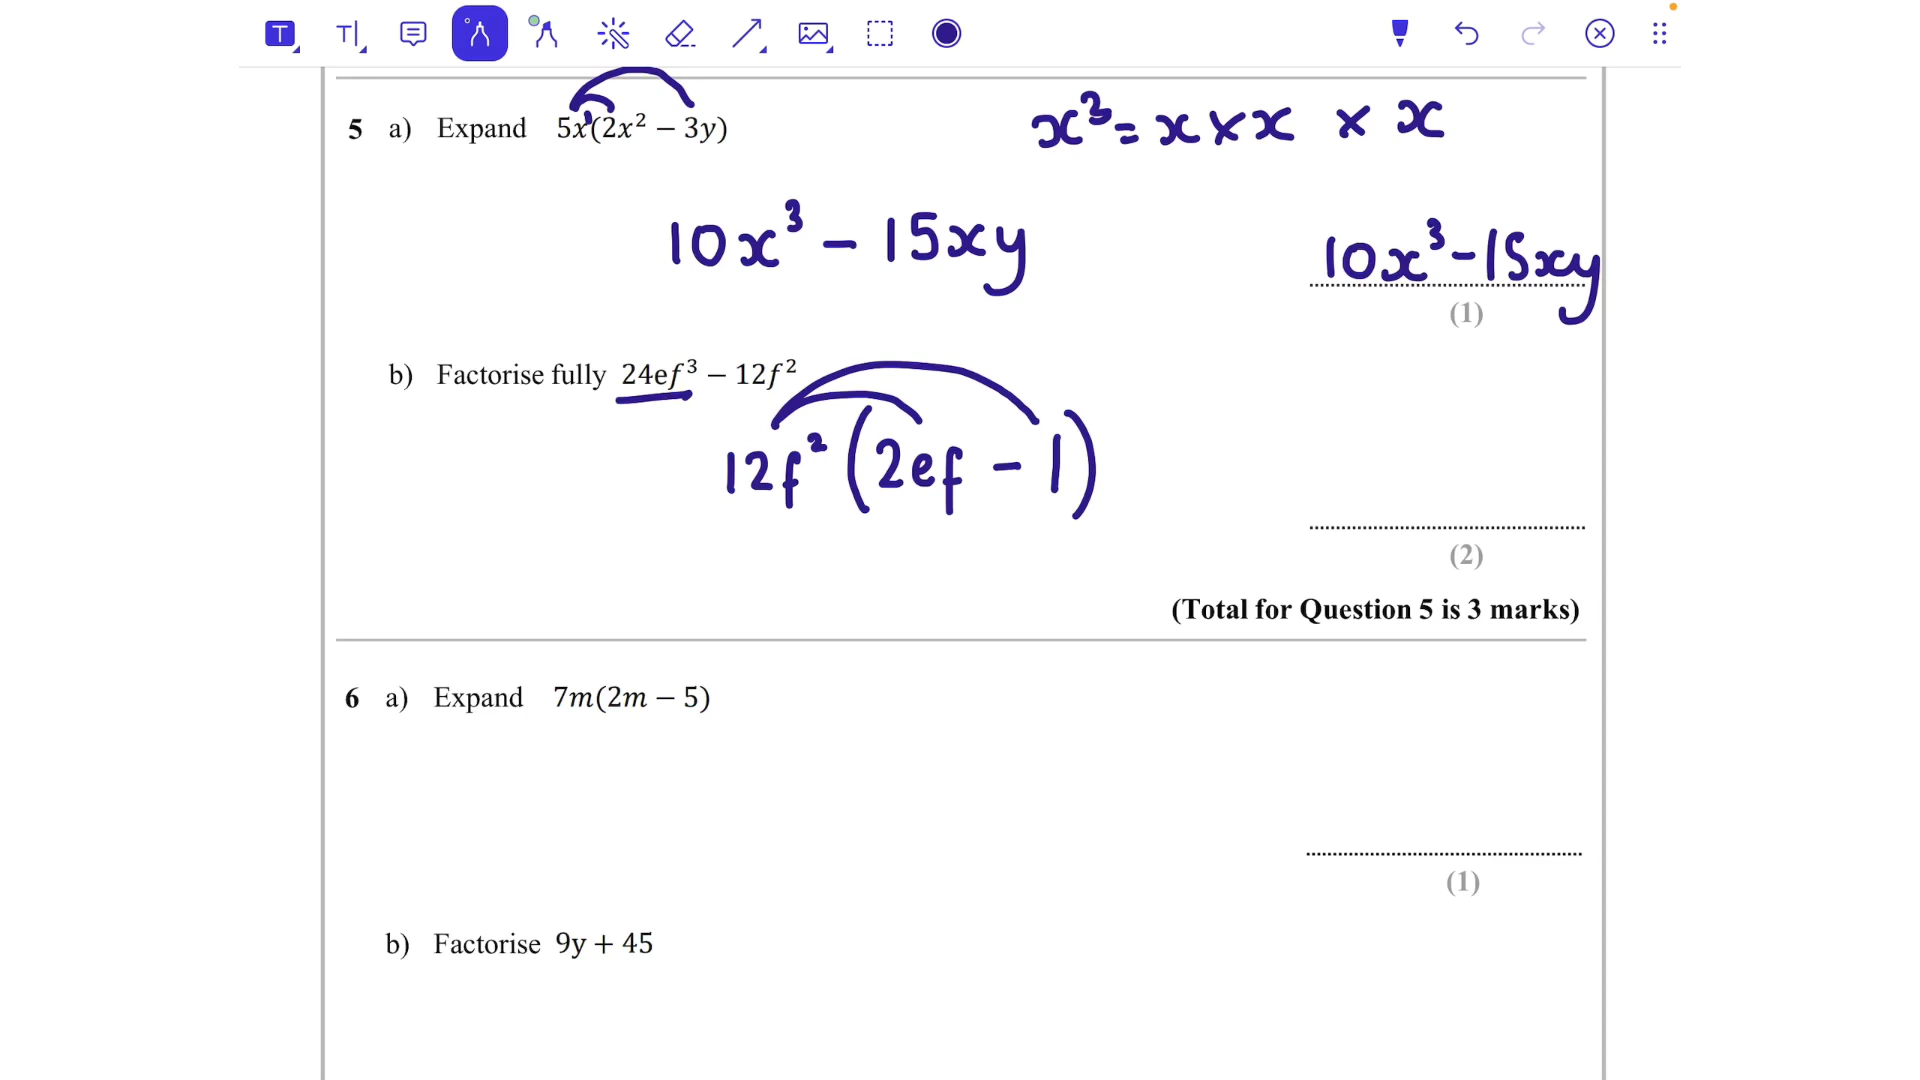 5 a) Expand 5x(2x² − 3y)
x³ = x × x × x
10x³ − 15xy
10x³ − 15xy
(1)
b) Factorise fully 24ef³ − 12f²
12f² (2ef − 1)
(2)
(Total for Question 5 is 3 marks)
6 a) Expand 7m(2m − 5)
(1)
b) Factorise 9y + 45